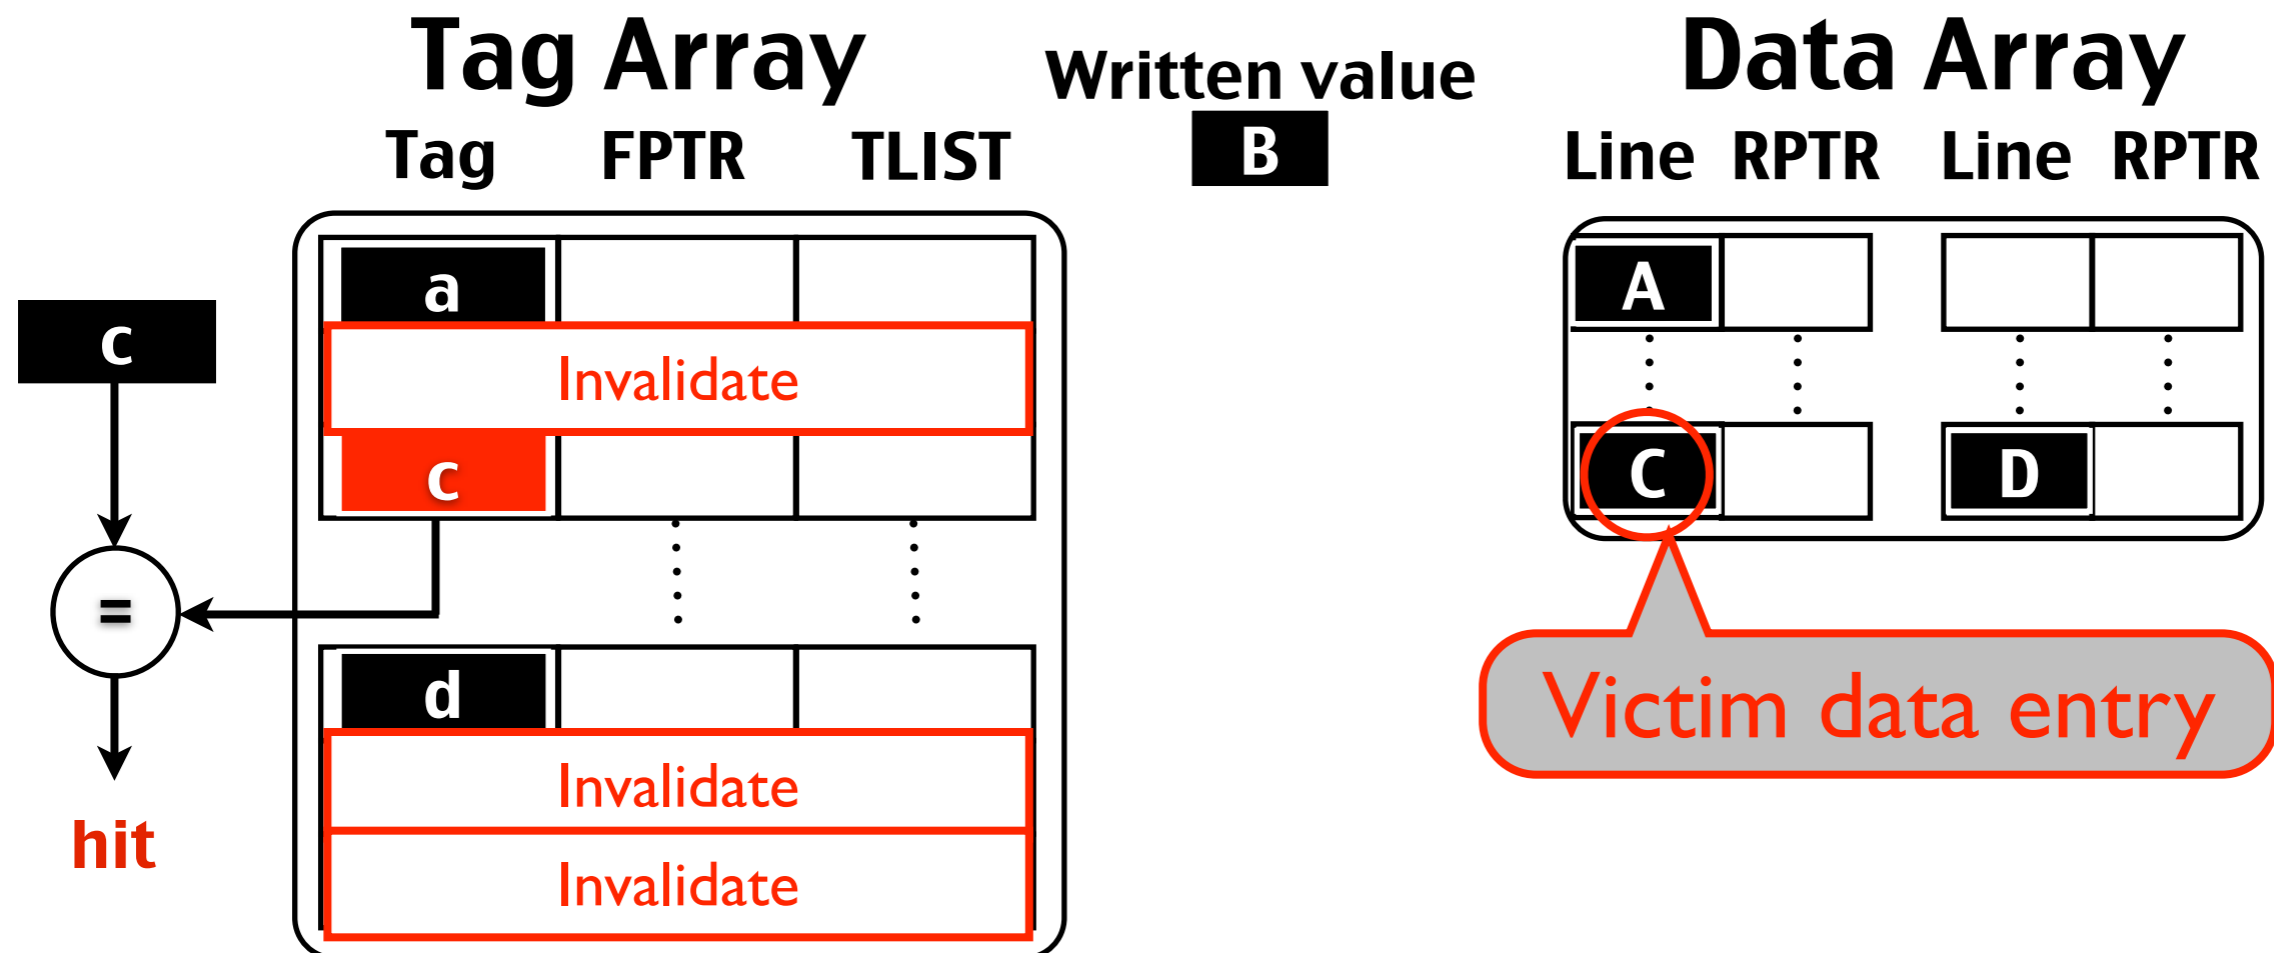 Tag Array
Written value
Data Array
Tag FPTR TLIST
B
Line RPTR Line RPTR
a
A
c
Invalidate
c
C
D
=
d
Victim data entry
Invalidate
hit
Invalidate